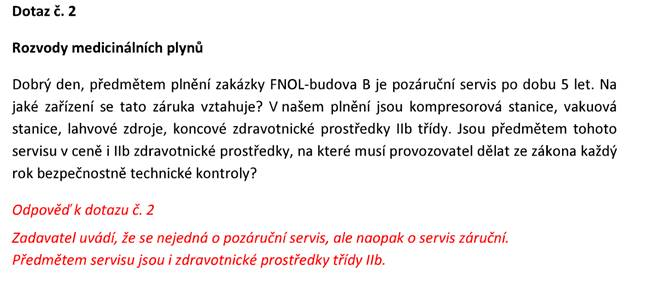 Dotaz č. 2
Rozvody medicinálních plynů
Dobrý den, předmětem plnění zakázky FNOL-budova B je pozáruční servis po dobu 5 let. Na
jaké zařízení se tato záruka vztahuje? V našem plnění jsou kompresorová stanice, vakuová
stanice, lahvové zdroje, koncové zdravotnické prostředky IIb třídy. Jsou předmětem tohoto
servisu v ceně i IIb zdravotnické prostředky, na které musí provozovatel dělat ze zákona každý
rok bezpečnostně technické kontroly?
Odpověď k dotazu č. 2
Zadavatel uvádí, že se nejedná o pozáruční servis, ale naopak o servis záruční.
Předmětem servisu jsou i zdravotnické prostředky třídy IIb.